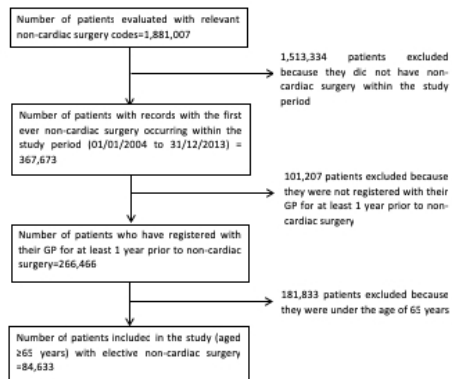 Number of patients evaluated with relevant
non-cardiac surgery codes=1,881,007
1,513,334 patients excluded
because they dic not have non-
cardiac surgery within the study
period
Number of patients with records with the first
ever non-cardiac surgery occurring within the
study period (01/01/2004 to 31/12/2013) =
367,673
101,207 patients excluded because
they were not registered with their
GP for at least 1 year prior to non-
cardiac surgery
Number of patients who have registered with
their GP for at least 1 year prior to non-cardiac
surgery=266,466
181,833 patients excluded because
they were under the age of 65 years
Number of patients includec in the study (aged
≥65 years) with elective non-cardiac surgery
=84,633